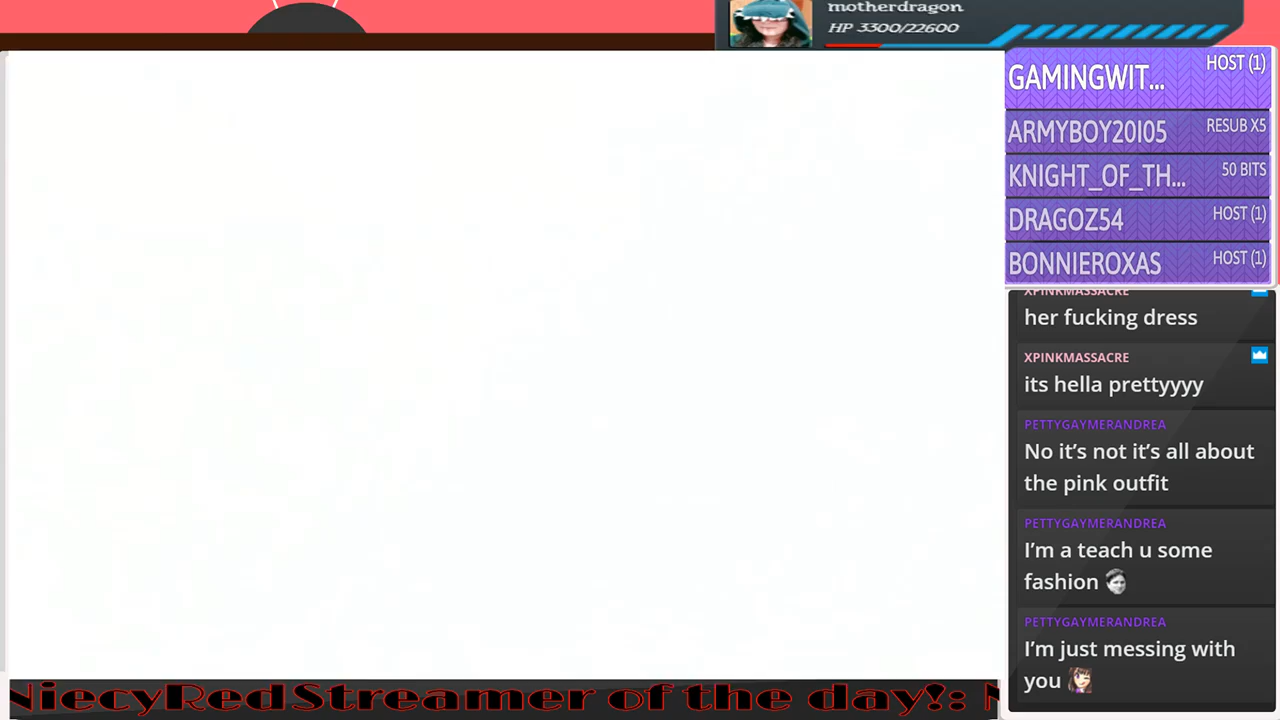 motherdragon
HP 3300/22600
GAMINGWIT... HOST (1)
ARMYBOY20105 RESUB X5
KNIGHT_OF_TH... 50 BITS
DRAGOZ54 HOST (1)
BONNIEROXAS HOST (1)
XPINKMASSACRE
her fucking dress
XPINKMASSACRE
its hella prettyyyy
PETTYGAYMERANDREA
No it’s not it’s all about
the pink outfit
PETTYGAYMERANDREA
I’m a teach u some
fashion
PETTYGAYMERANDREA
I’m just messing with
you
NiecyRedStreamer of the day!: N